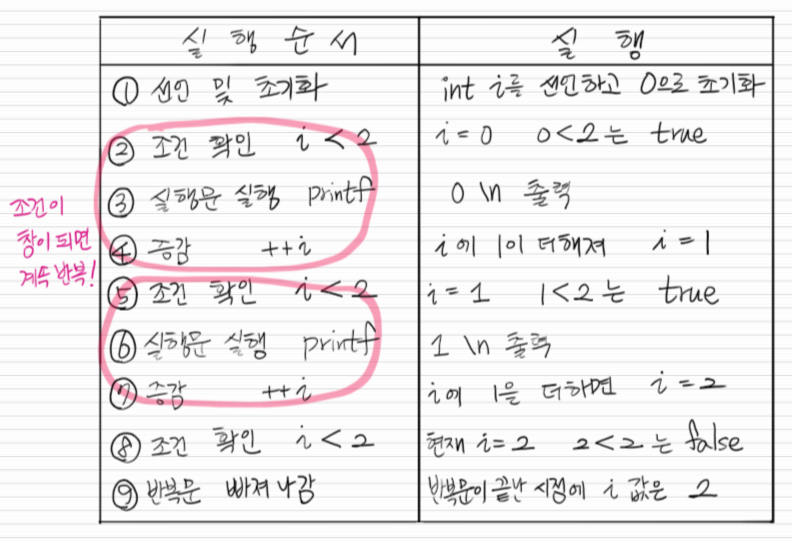 실행 순서 실행
① 선언 및 초기화 int i를 선언하고 0으로 초기화
② 조건 확인 i < 2 i = 0 0<2는 true
③ 실행문 실행 printf 0 \n 출력
④ 증감 ++i i에 1이 더해져 i = 1
⑤ 조건 확인 i < 2 i = 1 1<2는 true
⑥ 실행문 실행 printf 1 \n 출력
⑦ 증감 ++i i에 1을 더하면 i = 2
⑧ 조건 확인 i < 2 현재 i = 2 2<2는 false
⑨ 반복문 빠져나감 반복문이 끝난 시점에 i 값은 2
조건이
참이 되면
계속 반복!